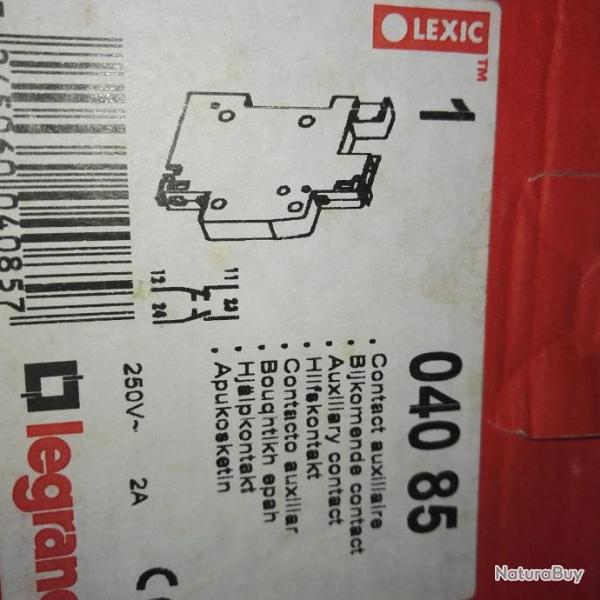 LEXIC
TM
1
040 85
• Contact auxiliaire
• Bijkomende contact
• Auxiliary contact
• Hilfskontakt
• Contacto auxiliar
• Bouqhtikh epah
• Hjälpkontakt
• Apukosketin
11 23
12 24
250V~ 2A
legrand
NaturaBuy